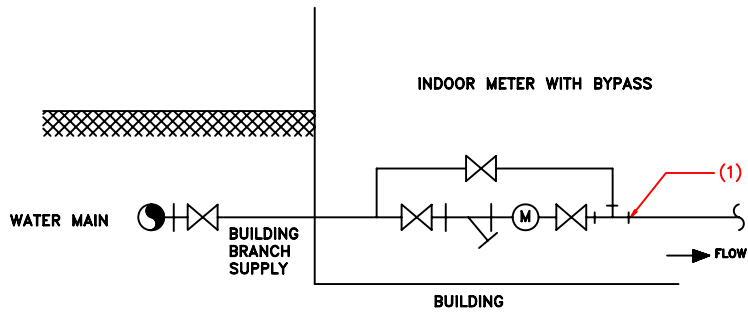 INDOOR METER WITH BYPASS
(1)
WATER MAIN
M
BUILDING
BRANCH
SUPPLY
FLOW
BUILDING